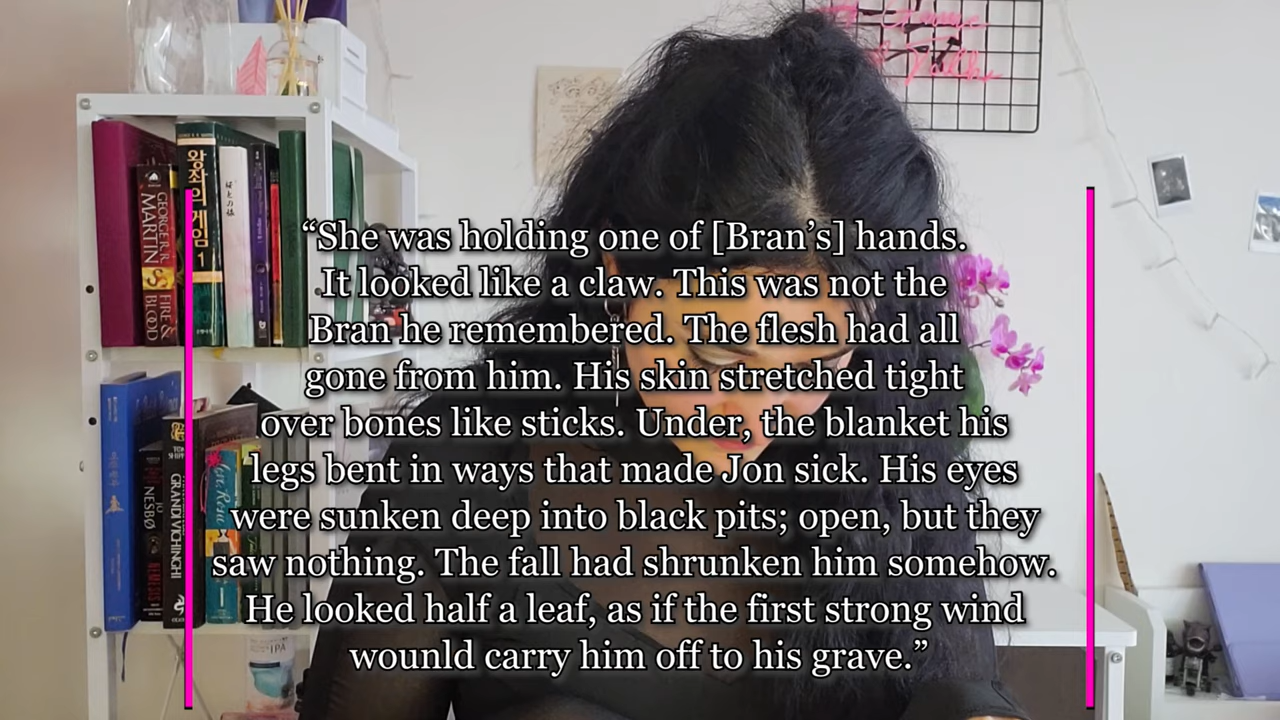 “She was holding one of [Bran’s] hands.
It looked like a claw. This was not the
Bran he remembered. The flesh had all
gone from him. His skin stretched tight
over bones like sticks. Under, the blanket his
legs bent in ways that made Jon sick. His eyes
were sunken deep into black pits; open, but they
saw nothing. The fall had shrunken him somehow.
He looked half a leaf, as if the first strong wind
wounld carry him off to his grave.”
GEORGE R.R.
MARTIN
FIRE &
BLOOD
왕좌의 게임 1
NESBØ
NEMESIS
IPA